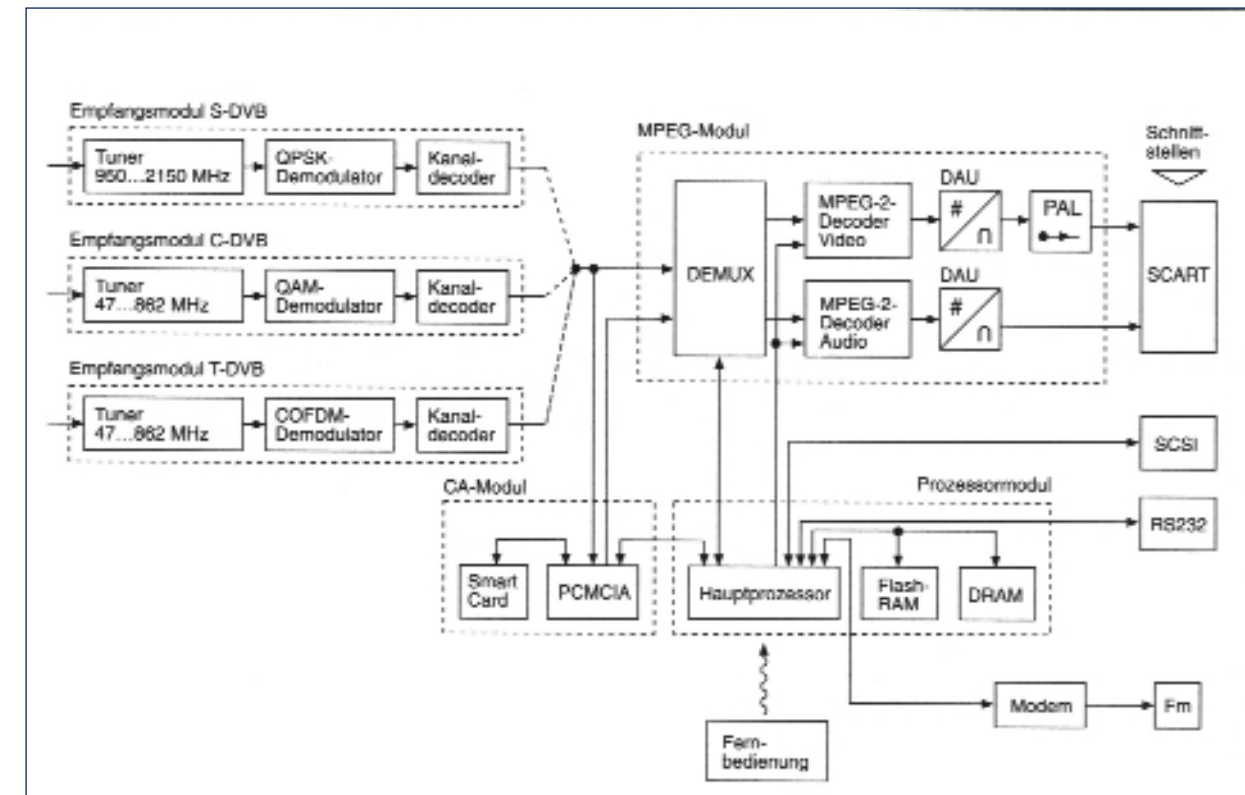 Empfangsmodul S-DVB
Tuner
950...2150 MHz
QPSK-
Demodulator
Kanal-
decoder
Empfangsmodul C-DVB
Tuner
47...862 MHz
QAM-
Demodulator
Kanal-
decoder
Empfangsmodul T-DVB
Tuner
47...862 MHz
COFDM-
Demodulator
Kanal-
decoder
MPEG-Modul
DEMUX
MPEG-2-
Decoder
Video
DAU
#
PAL
MPEG-2-
Decoder
Audio
DAU
#
Schnitt-
stellen
SCART
SCSI
RS232
CA-Modul
Smart
Card
PCMCIA
Prozessormodul
Hauptprozessor
Flash-
RAM
DRAM
Modem
Fm
Fern-
bedienung